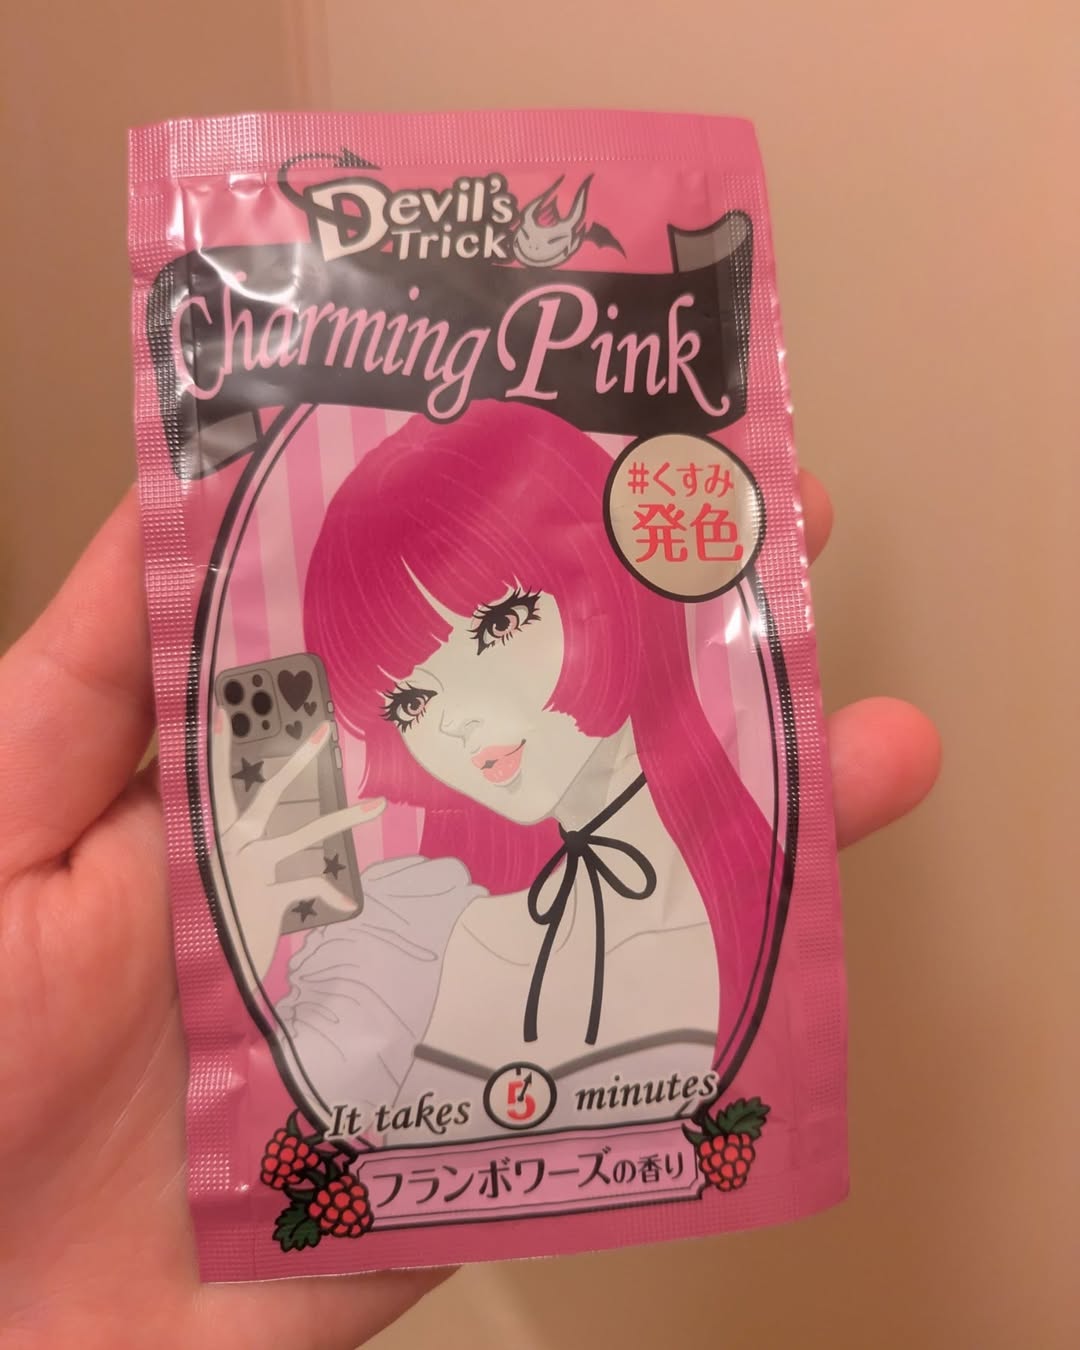 Devil's
Trick
Charming Pink
#くすみ
発色
It takes 5 minutes
フランボワーズの香り